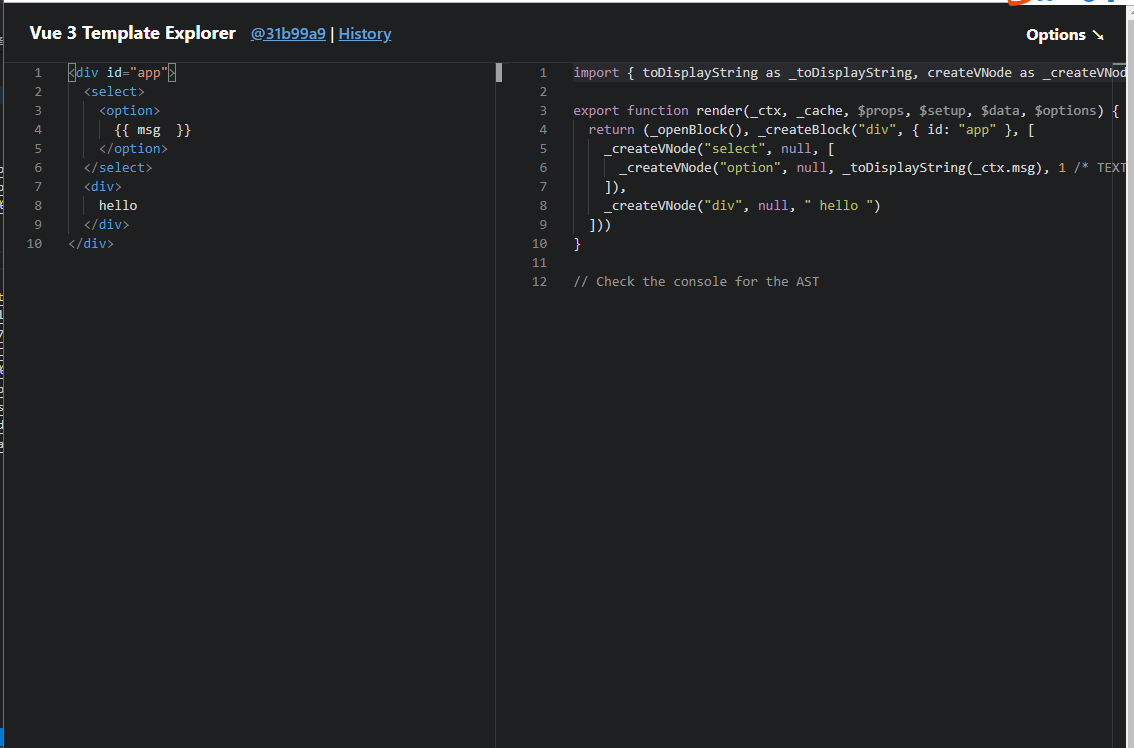 Vue 3 Template Explorer @31b99a9 | History
Options ↘
1 <div id="app">
2 <select>
3 <option>
4 {{ msg  }}
5 </option>
6 </select>
7 <div>
8 hello
9 </div>
10 </div>
1 import { toDisplayString as _toDisplayString, createVNode as _createVNod
2
3 export function render(_ctx, _cache, $props, $setup, $data, $options) {
4 return (_openBlock(), _createBlock("div", { id: "app" }, [
5 _createVNode("select", null, [
6 _createVNode("option", null, _toDisplayString(_ctx.msg), 1 /* TEXT
7 ]),
8 _createVNode("div", null, " hello ")
9 ]))
10 }
11
12 // Check the console for the AST